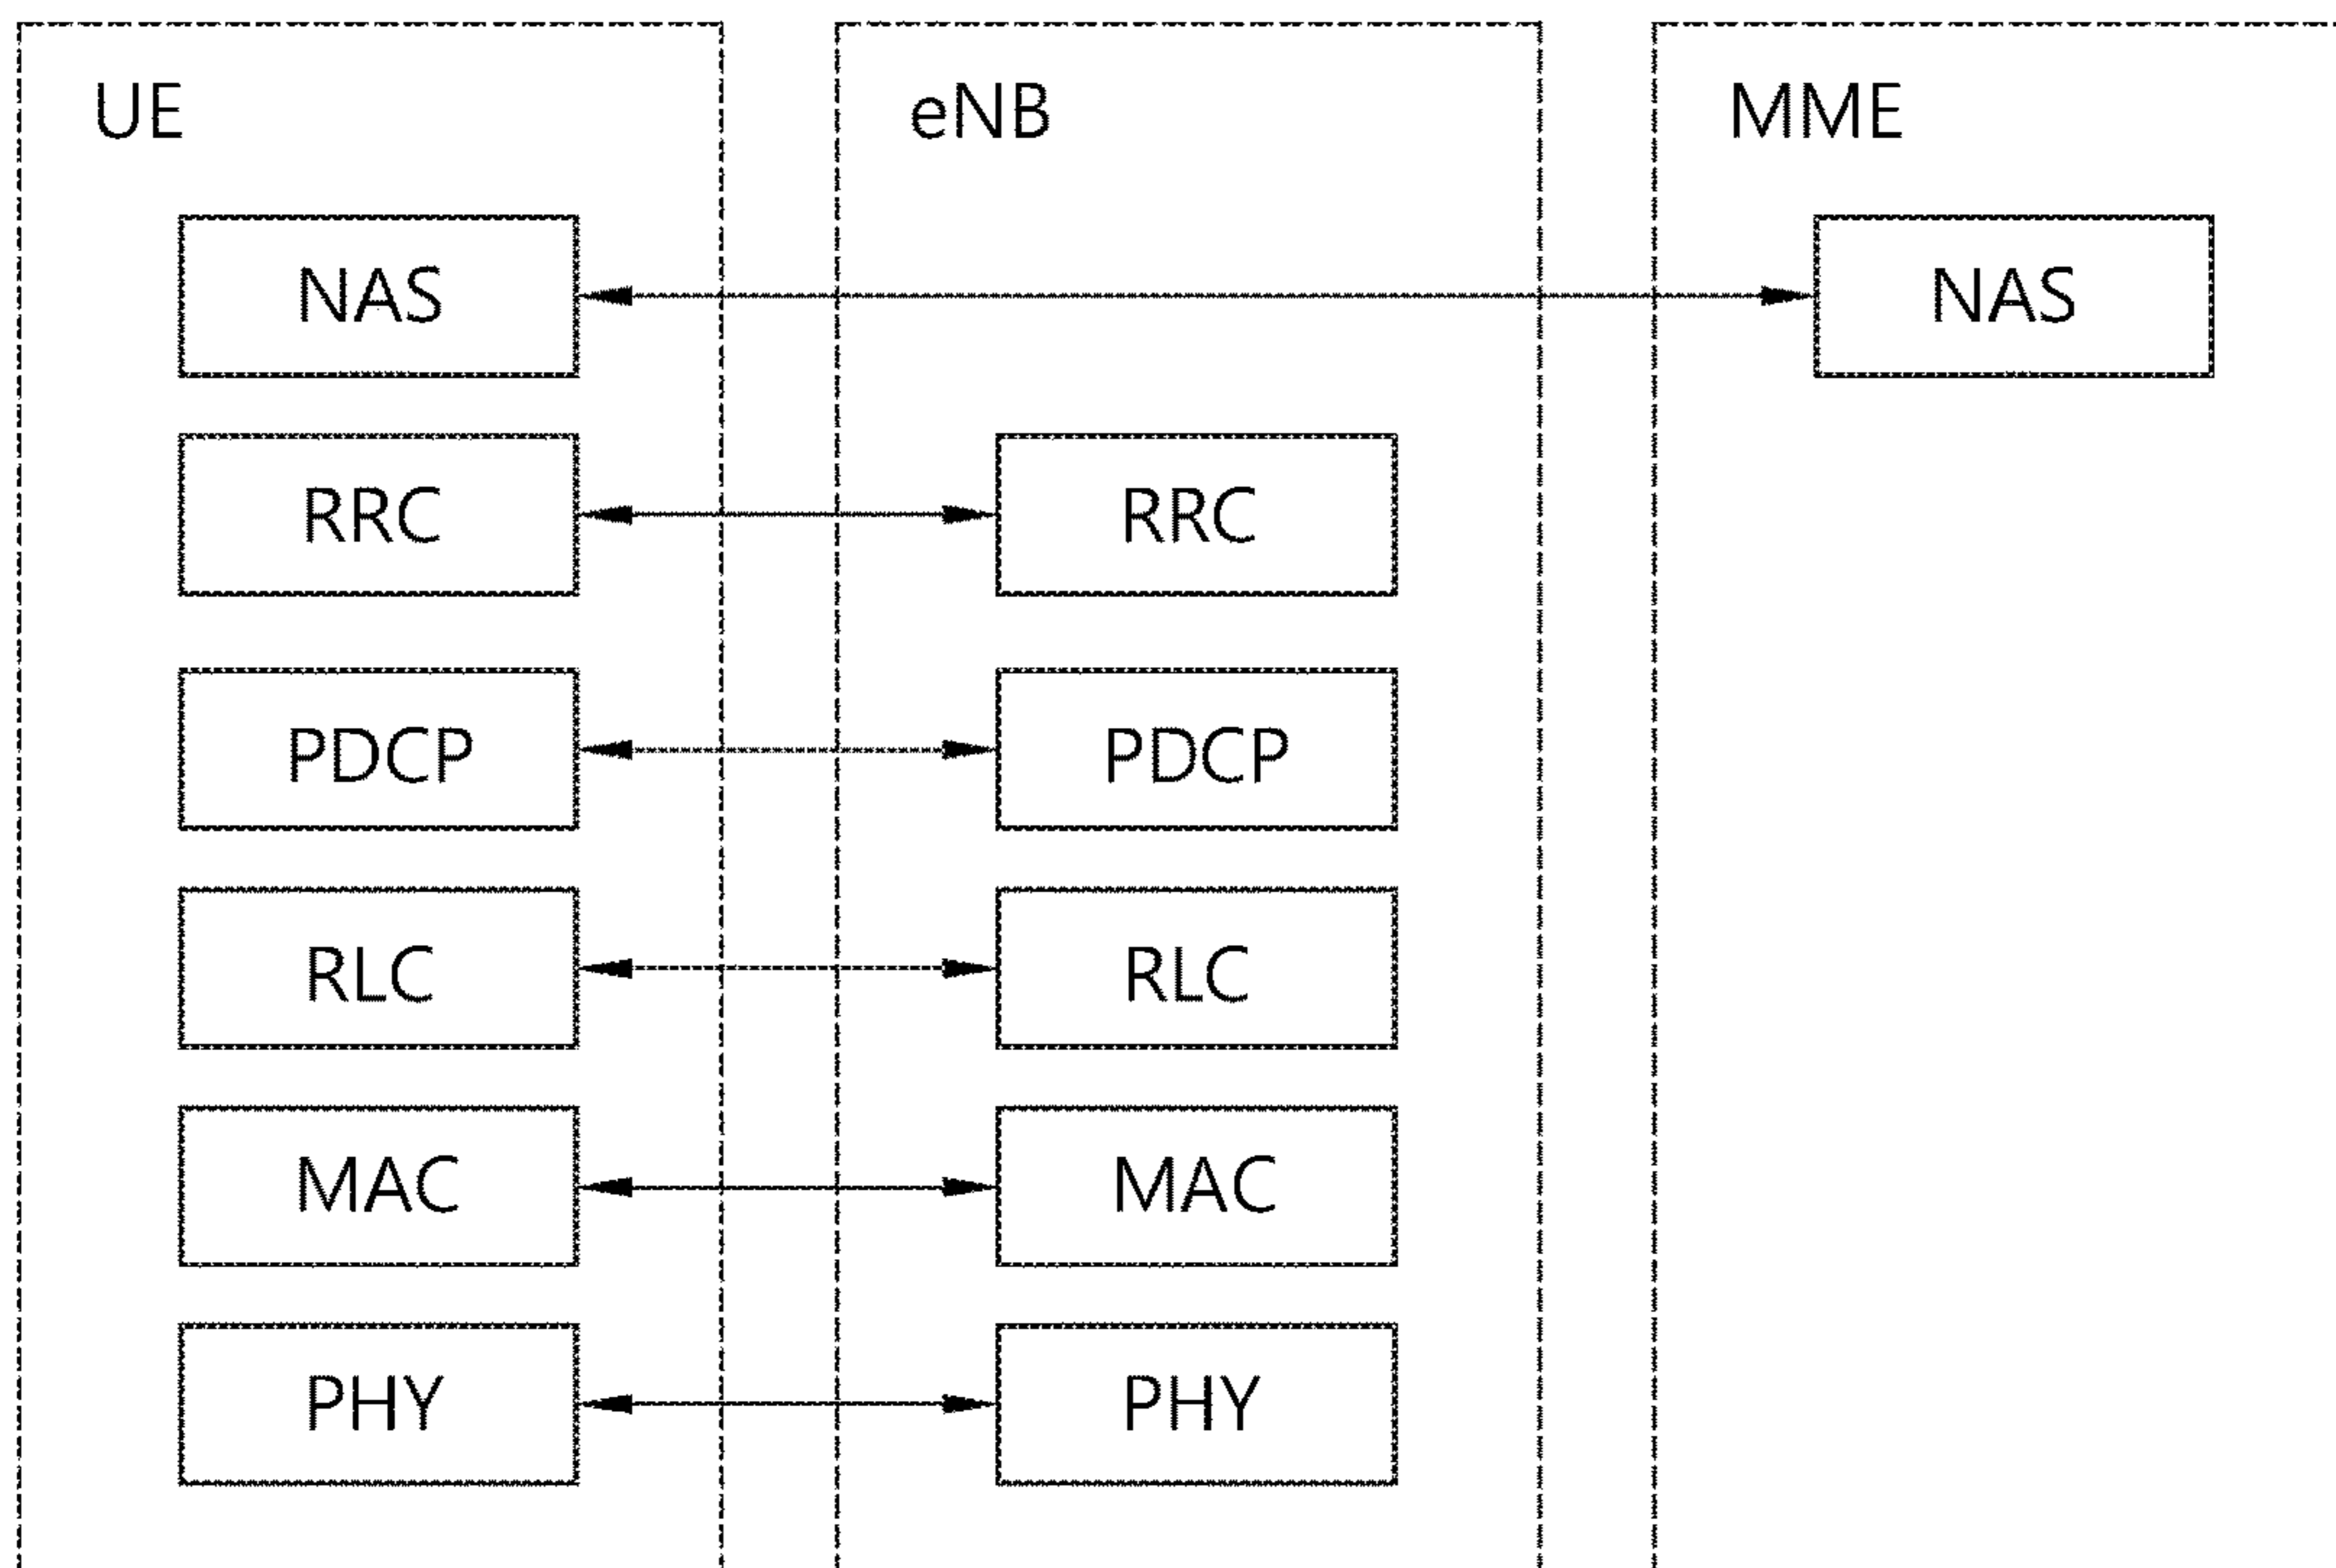 UE
eNB
MME
NAS
NAS
RRC
RRC
PDCP
PDCP
RLC
RLC
MAC
MAC
PHY
PHY